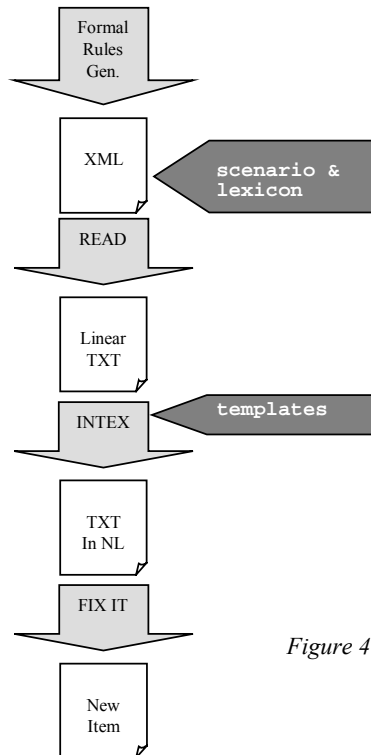 Formal
Rules
Gen.
XML
scenario &
lexicon
READ
Linear
TXT
templates
INTEX
TXT
In NL
FIX IT
Figure 4
New
Item